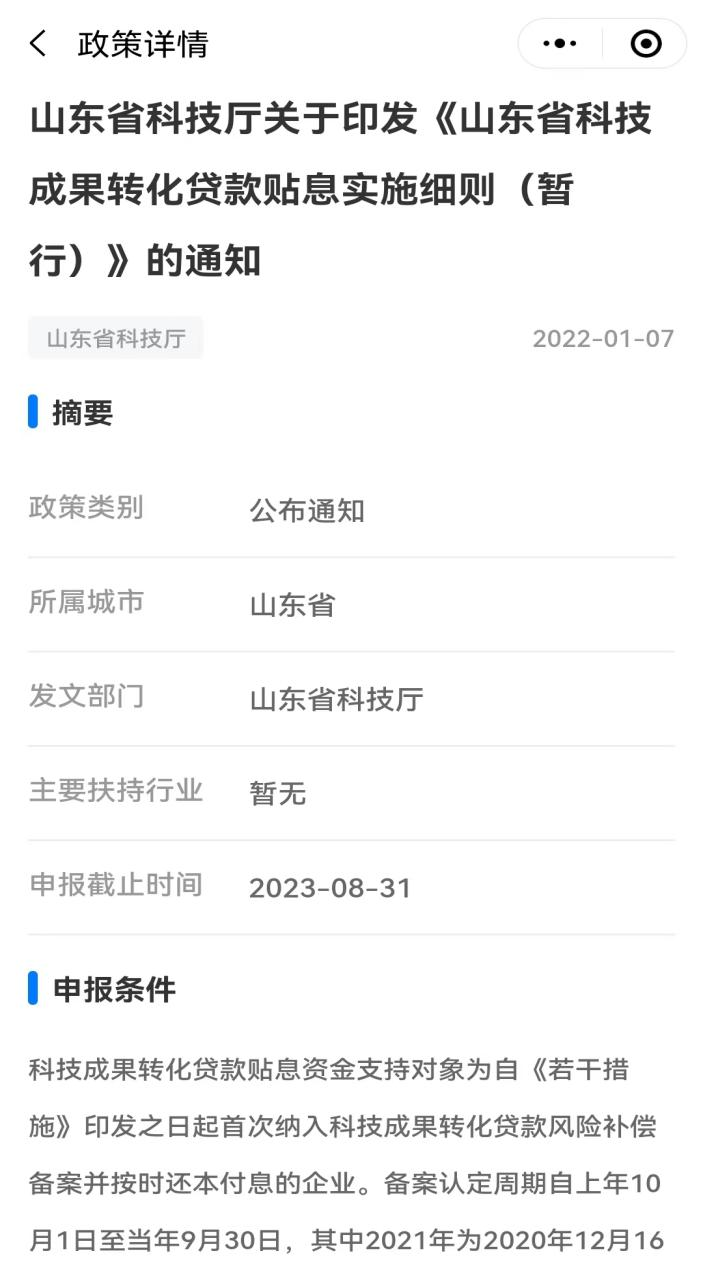 政策详情
山东省科技厅关于印发《山东省科技
成果转化贷款贴息实施细则（暂
行）》的通知
山东省科技厅 2022-01-07
摘要
政策类别 公布通知
所属城市 山东省
发文部门 山东省科技厅
主要扶持行业 暂无
申报截止时间 2023-08-31
申报条件
科技成果转化贷款贴息资金支持对象为自《若干措
施》印发之日起首次纳入科技成果转化贷款风险补偿
备案并按时还本付息的企业。备案认定周期自上年10
月1日至当年9月30日，其中2021年为2020年12月16